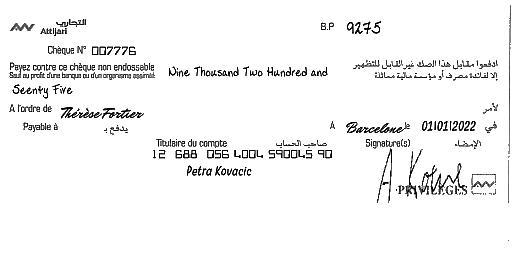 التجاري
Attijari
B.P 9275
Chèque N° 007776
Payez contre ce chèque non endossable
Sauf au profit d'une banque ou d'un organisme assimilé
Nine Thousand Two Hundred and
ادفعوا مقابل هذا الصك غير القابل للتظهير
إلا لفائدة مصرف أو مؤسسة مالية مماثلة
Seenty Five
A l'ordre de Thérèse Fortier لأمر
Payable à يدفع بـ
A Barcelone le 01/01/2022 في
Titulaire du compte صاحب الحساب
Signature(s) الإمضاء
12 688 056 4004 590045 90
Petra Kovacic
PRIVILEGES